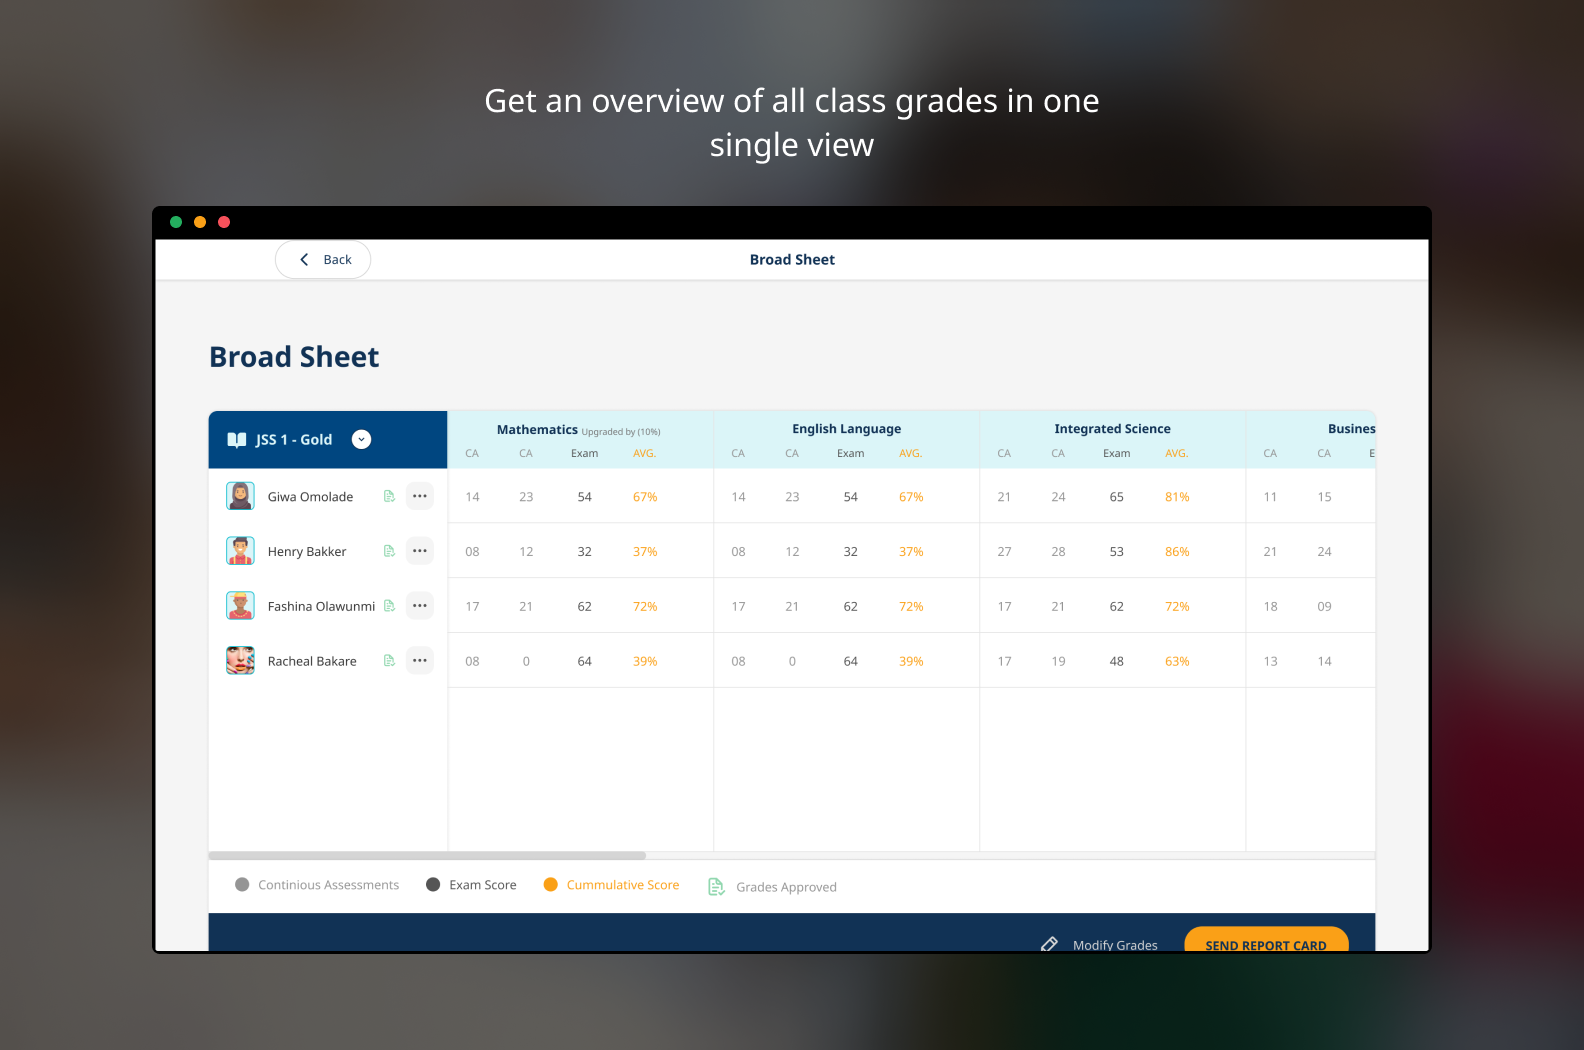 Get an overview of all class grades in one
single view
Back
Broad Sheet
Broad Sheet
JSS 1 - Gold
Mathematics Upgraded by (10%)
English Language
Integrated Science
Busines
CA CA Exam AVG. CA CA Exam AVG. CA CA Exam AVG. CA CA E
Giwa Omolade 14 23 54 67% 14 23 54 67% 21 24 65 81% 11 15
Henry Bakker 08 12 32 37% 08 12 32 37% 27 28 53 86% 21 24
Fashina Olawunmi 17 21 62 72% 17 21 62 72% 17 21 62 72% 18 09
Racheal Bakare 08 0 64 39% 08 0 64 39% 17 19 48 63% 13 14
Continious Assessments
Exam Score
Cummulative Score
Grades Approved
Modify Grades
SEND REPORT CARD